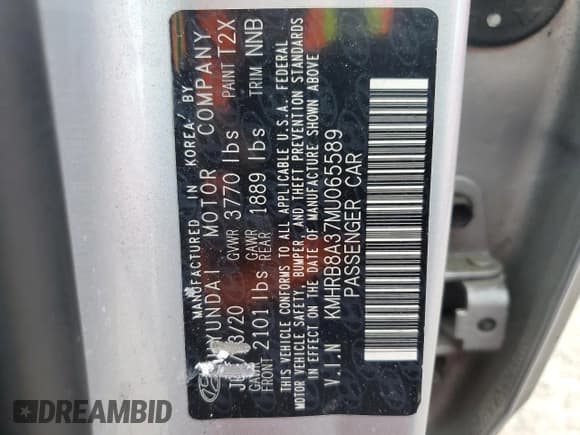 MANUFACTURED IN KOREA BY
HYUNDAI MOTOR COMPANY
/20 GVWR 3770 lbs PAINT T2X
GAWR FRONT 2101 lbs GAWR REAR 1889 lbs TRIM NNB
THIS VEHICLE CONFORMS TO ALL APPLICABLE U.S.A. FEDERAL
MOTOR VEHICLE SAFETY, BUMPER, AND THEFT PREVENTION STANDARDS
IN EFFECT ON THE DATE OF MANUFACTURE SHOWN ABOVE
V.I.N KMHRB8A37MU065589
PASSENGER CAR
DREAMBID